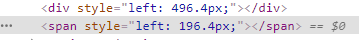 <div style="left: 496.4px;"></div>
<span style="left: 196.4px;"></span> == $0